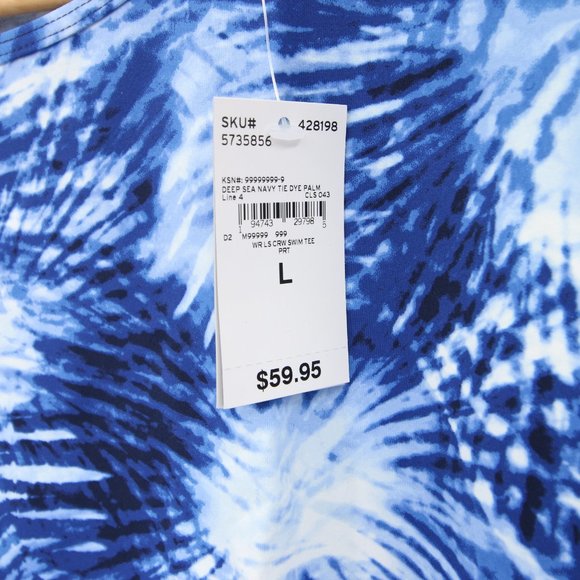 SKU# 428198
5735856
KSN#: 99999999-9
DEEP SEA NAVY TIE DYE PALM
Line 4 CLS 043
1 94743 29798 5
D2 M99999 999
WR LS CRW SWIM TEE
PRT
L
$59.95